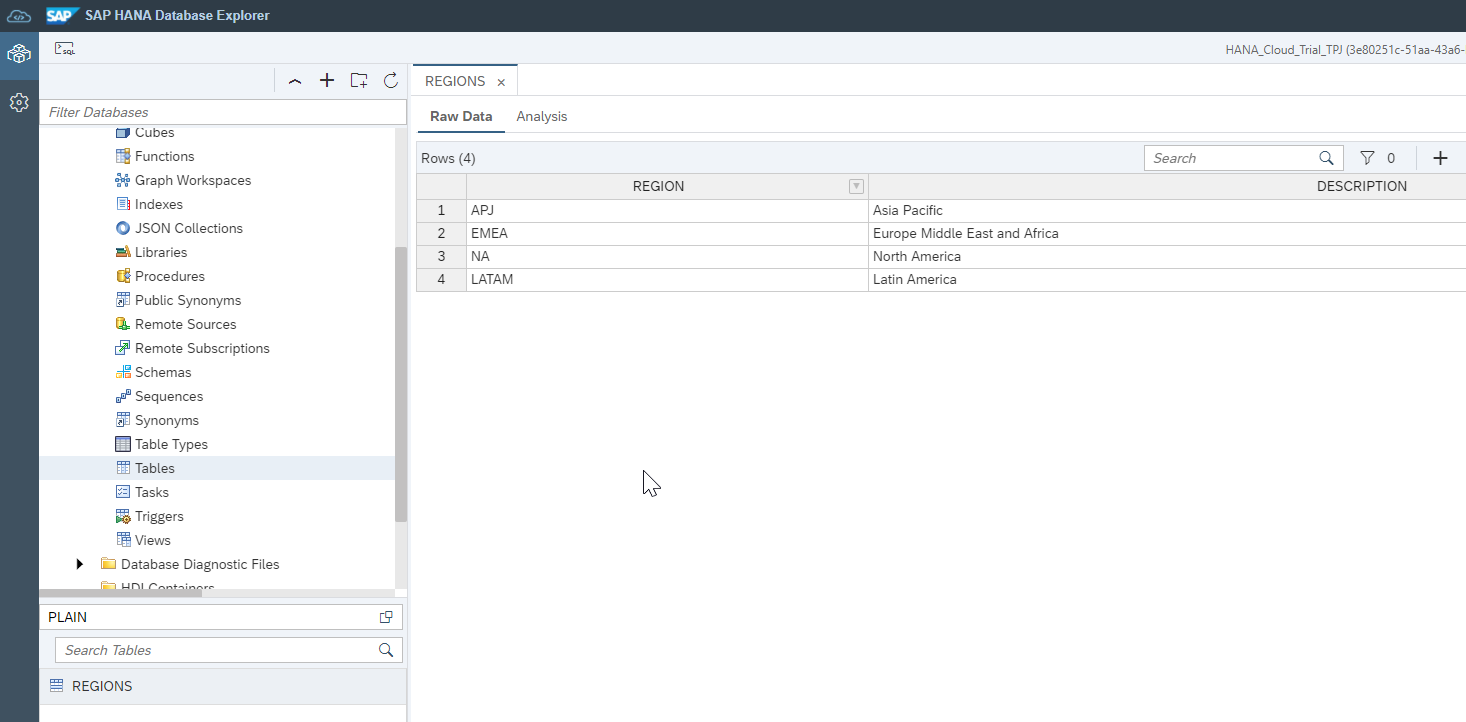 SAP SAP HANA Database Explorer
SQL
HANA_Cloud_Trial_TPJ (3e80251c-51aa-43a6-
Filter Databases
Cubes
Functions
Graph Workspaces
Indexes
JSON Collections
Libraries
Procedures
Public Synonyms
Remote Sources
Remote Subscriptions
Schemas
Sequences
Synonyms
Table Types
Tables
Tasks
Triggers
Views
Database Diagnostic Files
HDI Containers
PLAIN
Search Tables
REGIONS
REGIONS ×
Raw Data Analysis
Rows (4) Search 0
REGION DESCRIPTION
1 APJ Asia Pacific
2 EMEA Europe Middle East and Africa
3 NA North America
4 LATAM Latin America